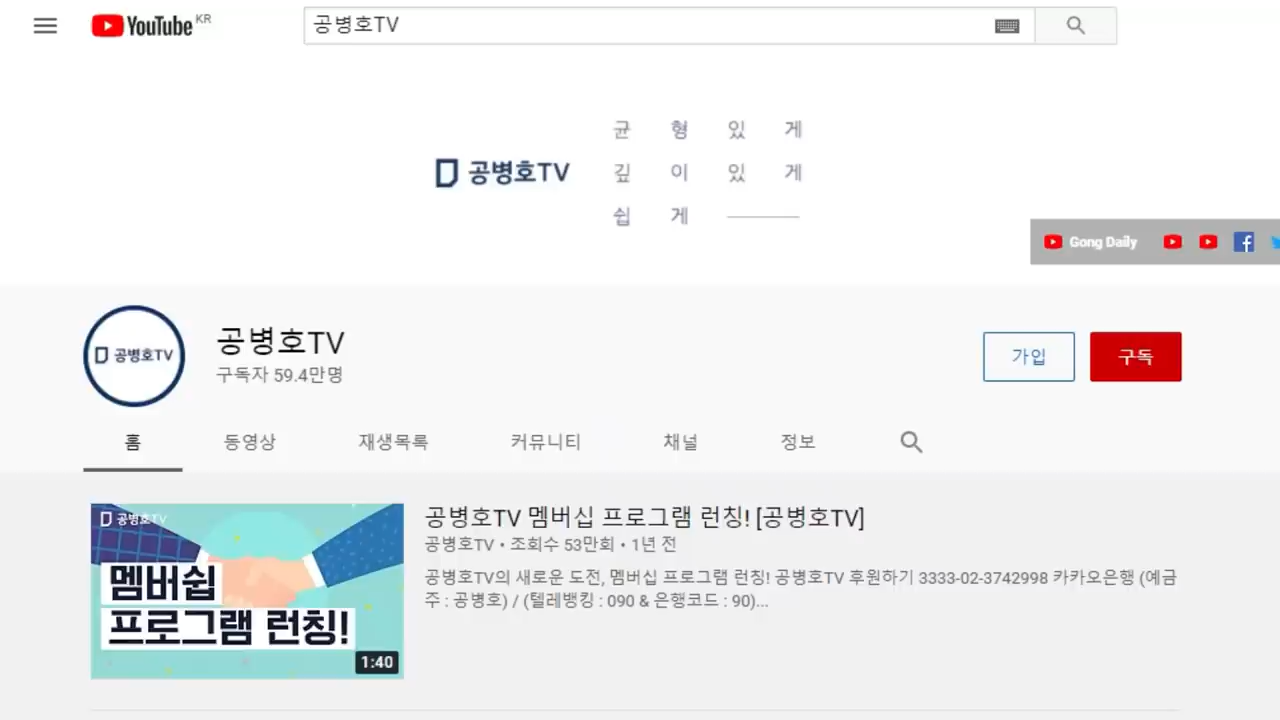 YouTube KR
공병호TV
균 형 있 게
공병호TV
깊 이 있 게
쉽 게
Gong Daily
공병호TV
공병호TV
구독자 59.4만명
가입
구독
홈
동영상
재생목록
커뮤니티
채널
정보
공병호TV
멤버쉽
프로그램 런칭!
1:40
공병호TV 멤버십 프로그램 런칭! [공병호TV]
공병호TV • 조회수 53만회 • 1년 전
공병호TV의 새로운 도전, 멤버십 프로그램 런칭! 공병호TV 후원하기 3333-02-3742998 카카오은행 (예금
주 : 공병호) / (텔레뱅킹 : 090 & 은행코드 : 90)...